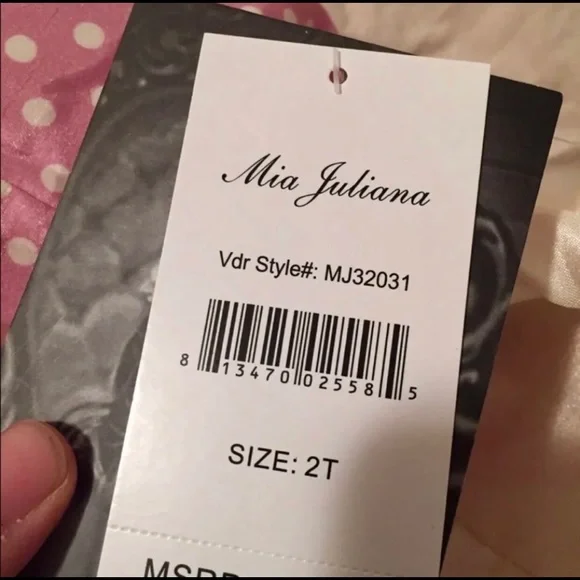 Mia Juliana
Vdr Style#: MJ32031
8 13470 02558 5
SIZE: 2T